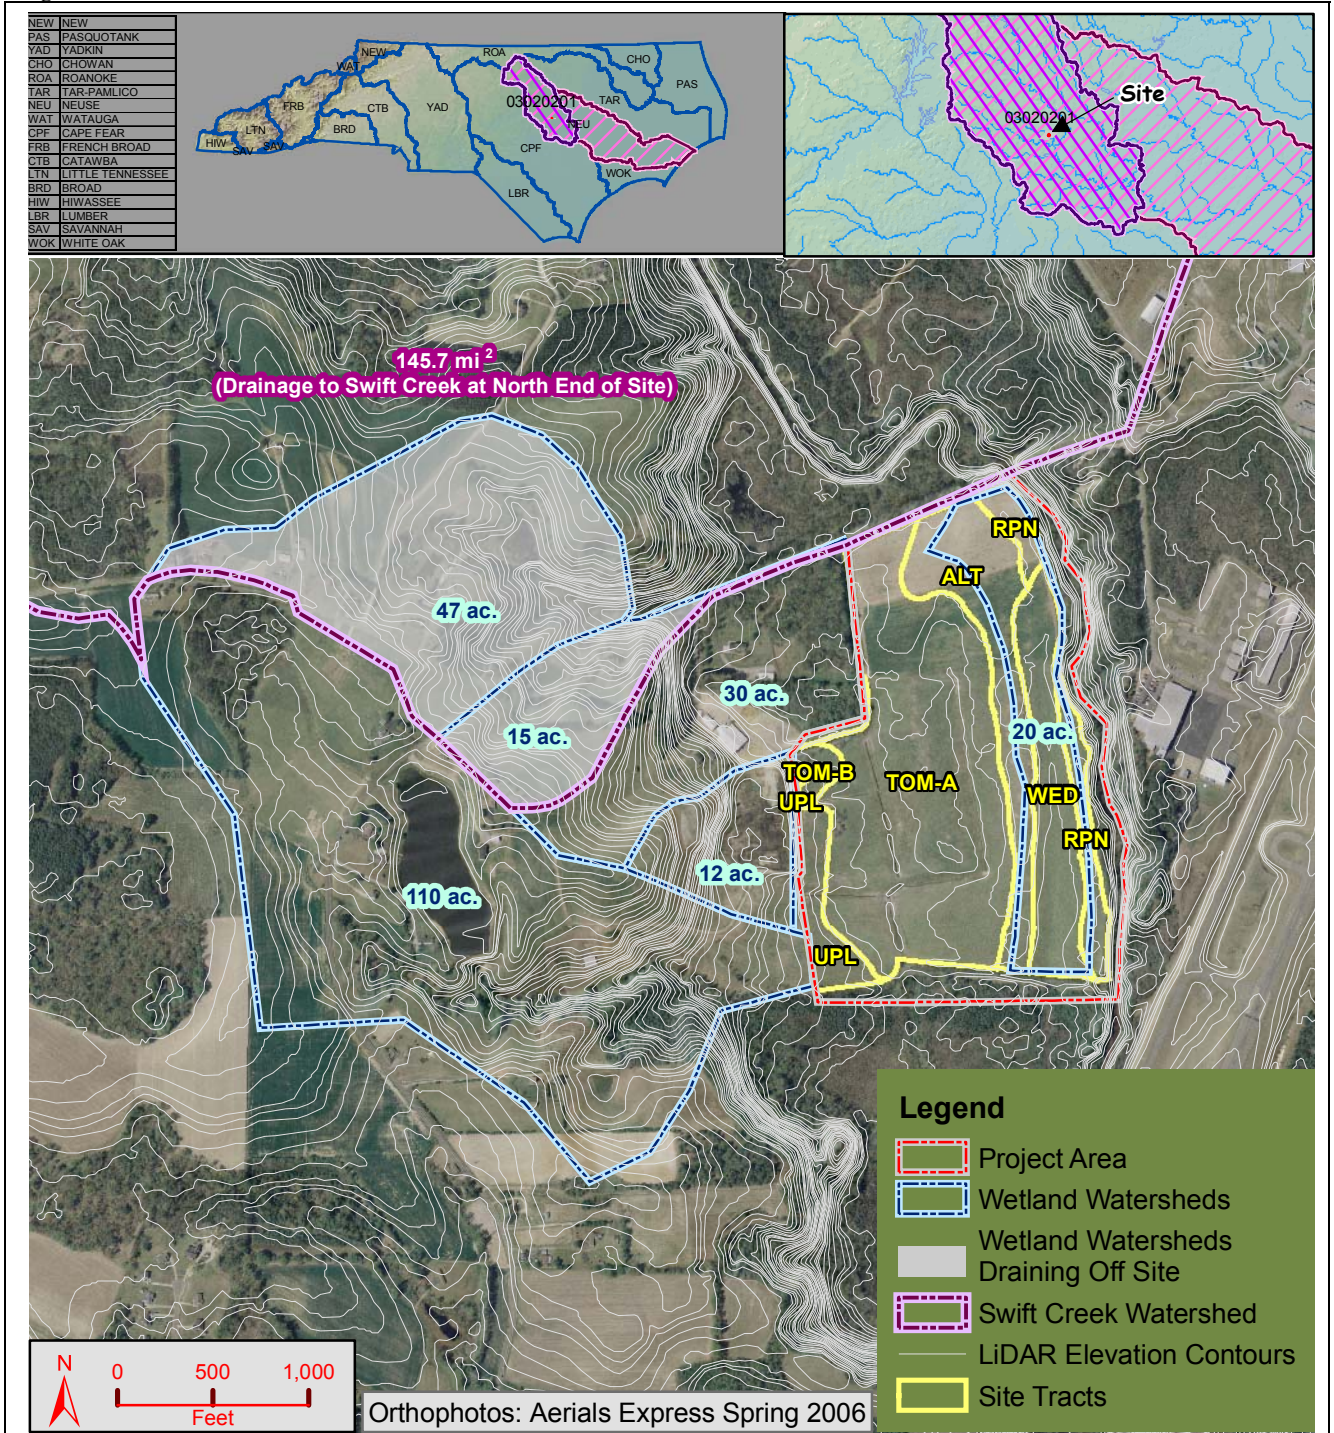 NEW NEW
PAS PASQUOTANK
YAD YADKIN
CHO CHOWAN
ROA ROANOKE
TAR TAR-PAMLICO
NEU NEUSE
WAT WATAUGA
CPF CAPE FEAR
FRB FRENCH BROAD
CTB CATAWBA
LTN LITTLE TENNESSEE
BRD BROAD
HIW HIWASSEE
LBR LUMBER
SAV SAVANNAH
WOK WHITE OAK
NEW
ROA
CHO
WAT
PAS
FRB
CTB
YAD
03020201
TAR
LTN
BRD
NEU
HIW
SAV
SAV
CPF
WOK
LBR
Site
03020201
145.7 mi 2
(Drainage to Swift Creek at North End of Site)
RPN
ALT
47 ac.
30 ac.
15 ac.
20 ac.
TOM-B
TOM-A
UPL
WED
RPN
12 ac.
110 ac.
UPL
Legend
Project Area
Wetland Watersheds
Wetland Watersheds
Draining Off Site
Swift Creek Watershed
LiDAR Elevation Contours
Site Tracts
N
0 500 1,000
Feet
Orthophotos: Aerials Express Spring 2006